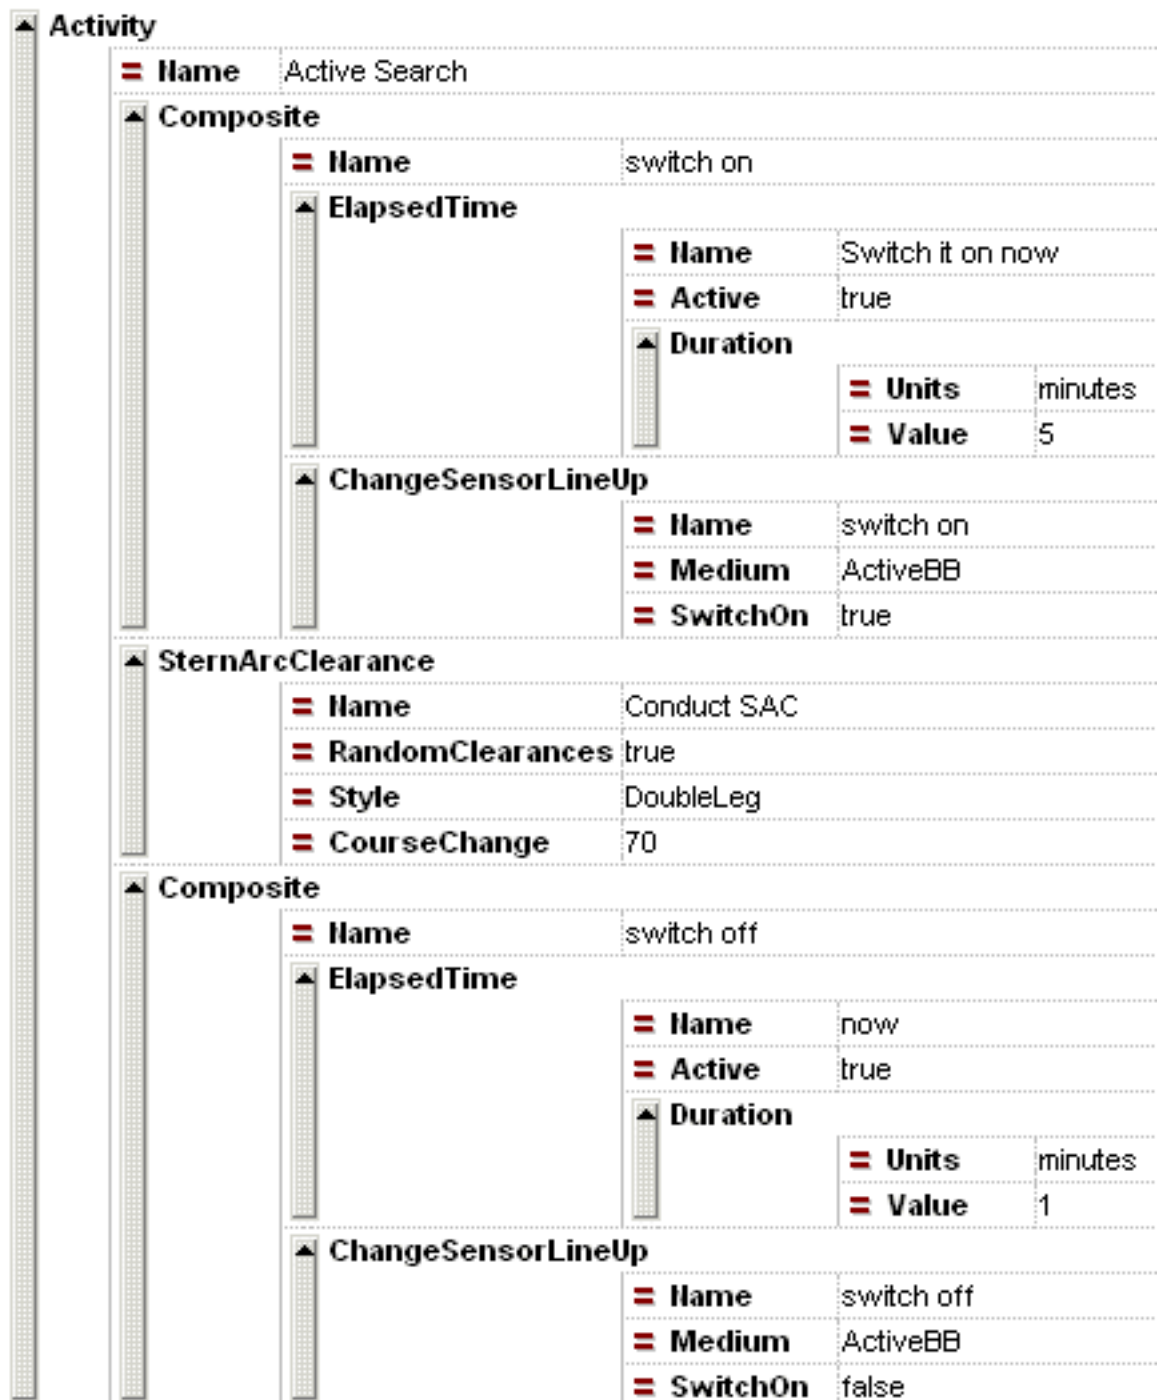 Activity
Name Active Search
Composite
Name switch on
ElapsedTime
Name Switch it on now
Active true
Duration
Units minutes
Value 5
ChangeSensorLineUp
Name switch on
Medium ActiveBB
SwitchOn true
SternArcClearance
Name Conduct SAC
RandomClearances true
Style DoubleLeg
CourseChange 70
Composite
Name switch off
ElapsedTime
Name now
Active true
Duration
Units minutes
Value 1
ChangeSensorLineUp
Name switch off
Medium ActiveBB
SwitchOn false